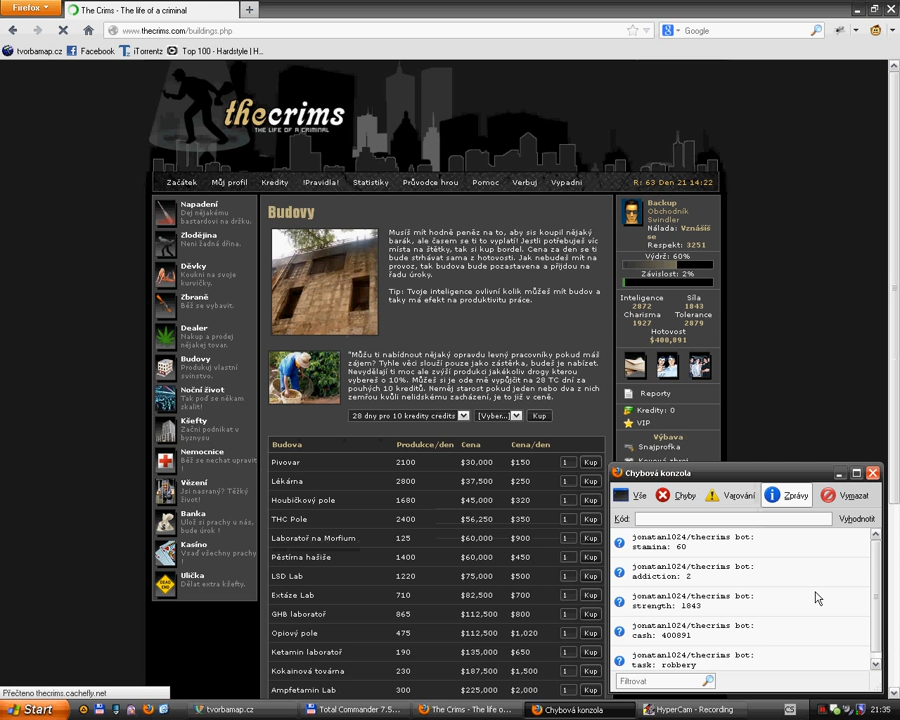 Firefox
The Crims - The life of a criminal
www.thecrims.com/buildings.php
Google
tvorbamap.cz
Facebook
iTorrentz
Top 100 - Hardstyle | H...
thecrims
THE LIFE OF A CRIMINAL
Začátek
Můj profil
Kredity
!Pravidla!
Statistiky
Průvodce hrou
Pomoc
Verbuj
Vypadni
R: 63 Den 21 14:22
Napadení
Dej nějakému
bastardovi na držku.
Zlodějina
Není žadná dřina.
Děvky
Koukni na svoje
kurvičky.
Zbraně
Běž se vybavit.
Dealer
Nakup a prodej
nějakej tovar.
Budovy
Produkuj vlastní
svinstvo.
Noční život
Tak poď se někam
zkalit!
Kšefty
Začni podnikat v
byznysu
Nemocnice
Běž se nechat upravit
!
Vězení
Jsi nasraný? Těžký
život!
Banka
Ulož si prachy u nás,
bude úrok !
Kasíno
Vsaď všechny prachy
!
Ulička
Dělat extra kšefty.
Budovy
Musíš mít hodně peněz na to, aby sis koupil nějaký
barák, ale časem se ti to vyplatí! Jestli potřebuješ víc
místa na štětky, tak si kup bordel. Cena za den se ti
bude strhávat sama z hotovosti. Jak nebudeš mít na
provoz, tak budova bude pozastavena a přijdou na
řadu úroky.
Tip: Tvoje inteligence ovlivní kolik můžeš mít budov a
taky má efekt na produktivitu práce.
"Můžu ti nabídnout nějaký opravdu levný pracovníky pokud máš
zájem? Tyhle věci slouží pouze jako zástěrka, budeš je nabízet.
Nevydělají ti moc ale zvýší produkci jakékoliv drogy kterou
vybereš o 10%. Můžeš si je ode mě vypůjčit na 28 TC dní za
pouhých 10 kreditů. Neměj starost pokud jeden nebo dva z nich
zemřou kvůli nelidskému zacházení, je to již v ceně.
28 dny pro 10 kredity credits
[Vyber...]
Kup
Budova Produkce/den Cena Cena/den
Pivovar 2100 $30,000 $150 1 Kup
Lékárna 2800 $37,500 $250 1 Kup
Houbičkový pole 1680 $45,000 $320 1 Kup
THC Pole 2400 $56,250 $350 1 Kup
Laboratoř na Morfium 125 $60,000 $900 1 Kup
Pěstírna hašiše 1400 $60,000 $450 1 Kup
LSD Lab 1220 $75,000 $500 1 Kup
Extáze Lab 710 $82,500 $700 1 Kup
GHB laboratoř 865 $112,500 $800 1 Kup
Opiový pole 475 $112,500 $1,020 1 Kup
Ketamin laboratoř 190 $135,000 $650 1 Kup
Kokainová továrna 230 $187,500 $1,500 1 Kup
Ampfetamin Lab 300 $225,000 $2,000 1 Kup
Backup
Obchodník
Svindler
Nálada: Vznášíš
se
Respekt: 3251
Výdrž: 60%
Závislost: 2%
Inteligence Síla
2872 1843
Charisma Tolerance
1927 2879
Hotovost
$400,891
Reporty
Kredity: 0
VIP
Výbava
Snajprofka
Chybová konzola
Vše
Chyby
Varování
Zprávy
Vymazat
Kód:
Vyhodnotit
jonatan1024/thecrims bot:
stamina: 60
jonatan1024/thecrims bot:
addiction: 2
jonatan1024/thecrims bot:
strength: 1843
jonatan1024/thecrims bot:
cash: 400891
jonatan1024/thecrims bot:
task: robbery
Filtrovat
Přečteno thecrims.cachefly.net
Start
tvorbamap.cz
Total Commander 7.5...
The Crims - The life o...
Chybová konzola
HyperCam - Recording
CS
21:35